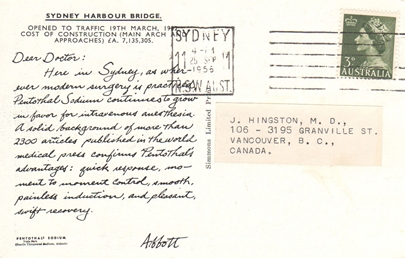 SYDNEY HARBOUR BRIDGE.
OPENED TO TRAFFIC 19TH MARCH,
COST OF CONSTRUCTION (MAIN ARCH
APPROACHES) £A. 7,135,305.
Dear Doctor:
Here in Sydney, as wher-
ever modern surgery is practiced,
Pentothal Sodium continues to grow
in favor for intravenous anesthesia.
A solid background of more than
2300 articles published in the world
medical press confirms Pentothal's
advantages: quick response, mo-
ment to moment control, smooth,
painless induction, and pleasant,
swift recovery.
Abbott
PENTOTHAL SODIUM
Simmons Limited
SYDNEY
1956
N.S.W. AUST.
3D
AUSTRALIA
J. HINGSTON, M. D.,
106 - 3195 GRANVILLE ST.
VANCOUVER, B. C.,
CANADA.